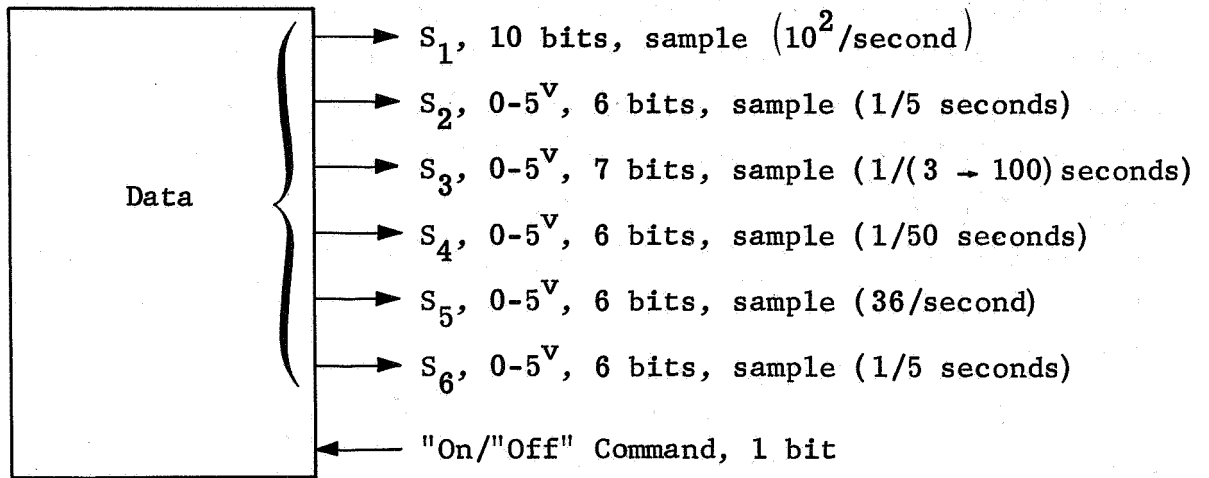 S₁, 10 bits, sample (10²/second)
S₂, 0-5ᵛ, 6 bits, sample (1/5 seconds)
S₃, 0-5ᵛ, 7 bits, sample (1/(3 → 100) seconds)
Data
S₄, 0-5ᵛ, 6 bits, sample (1/50 seconds)
S₅, 0-5ᵛ, 6 bits, sample (36/second)
S₆, 0-5ᵛ, 6 bits, sample (1/5 seconds)
"On/"Off" Command, 1 bit